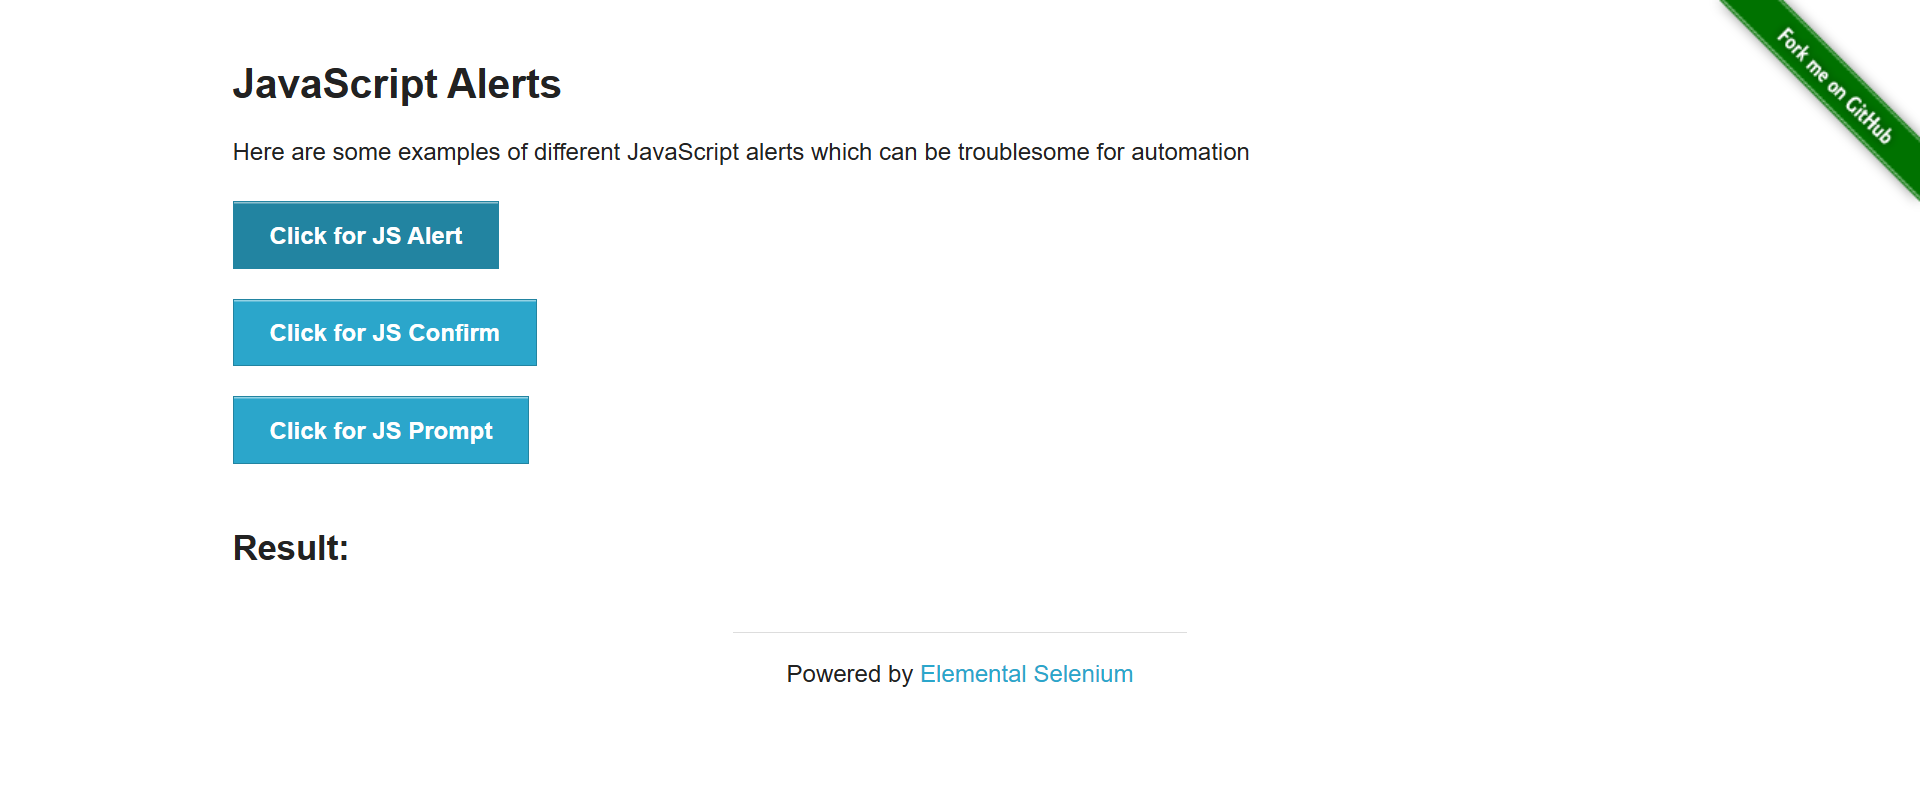 JavaScript Alerts
Here are some examples of different JavaScript alerts which can be troublesome for automation
Click for JS Alert
Click for JS Confirm
Click for JS Prompt
Result:
Powered by Elemental Selenium
Fork me on GitHub